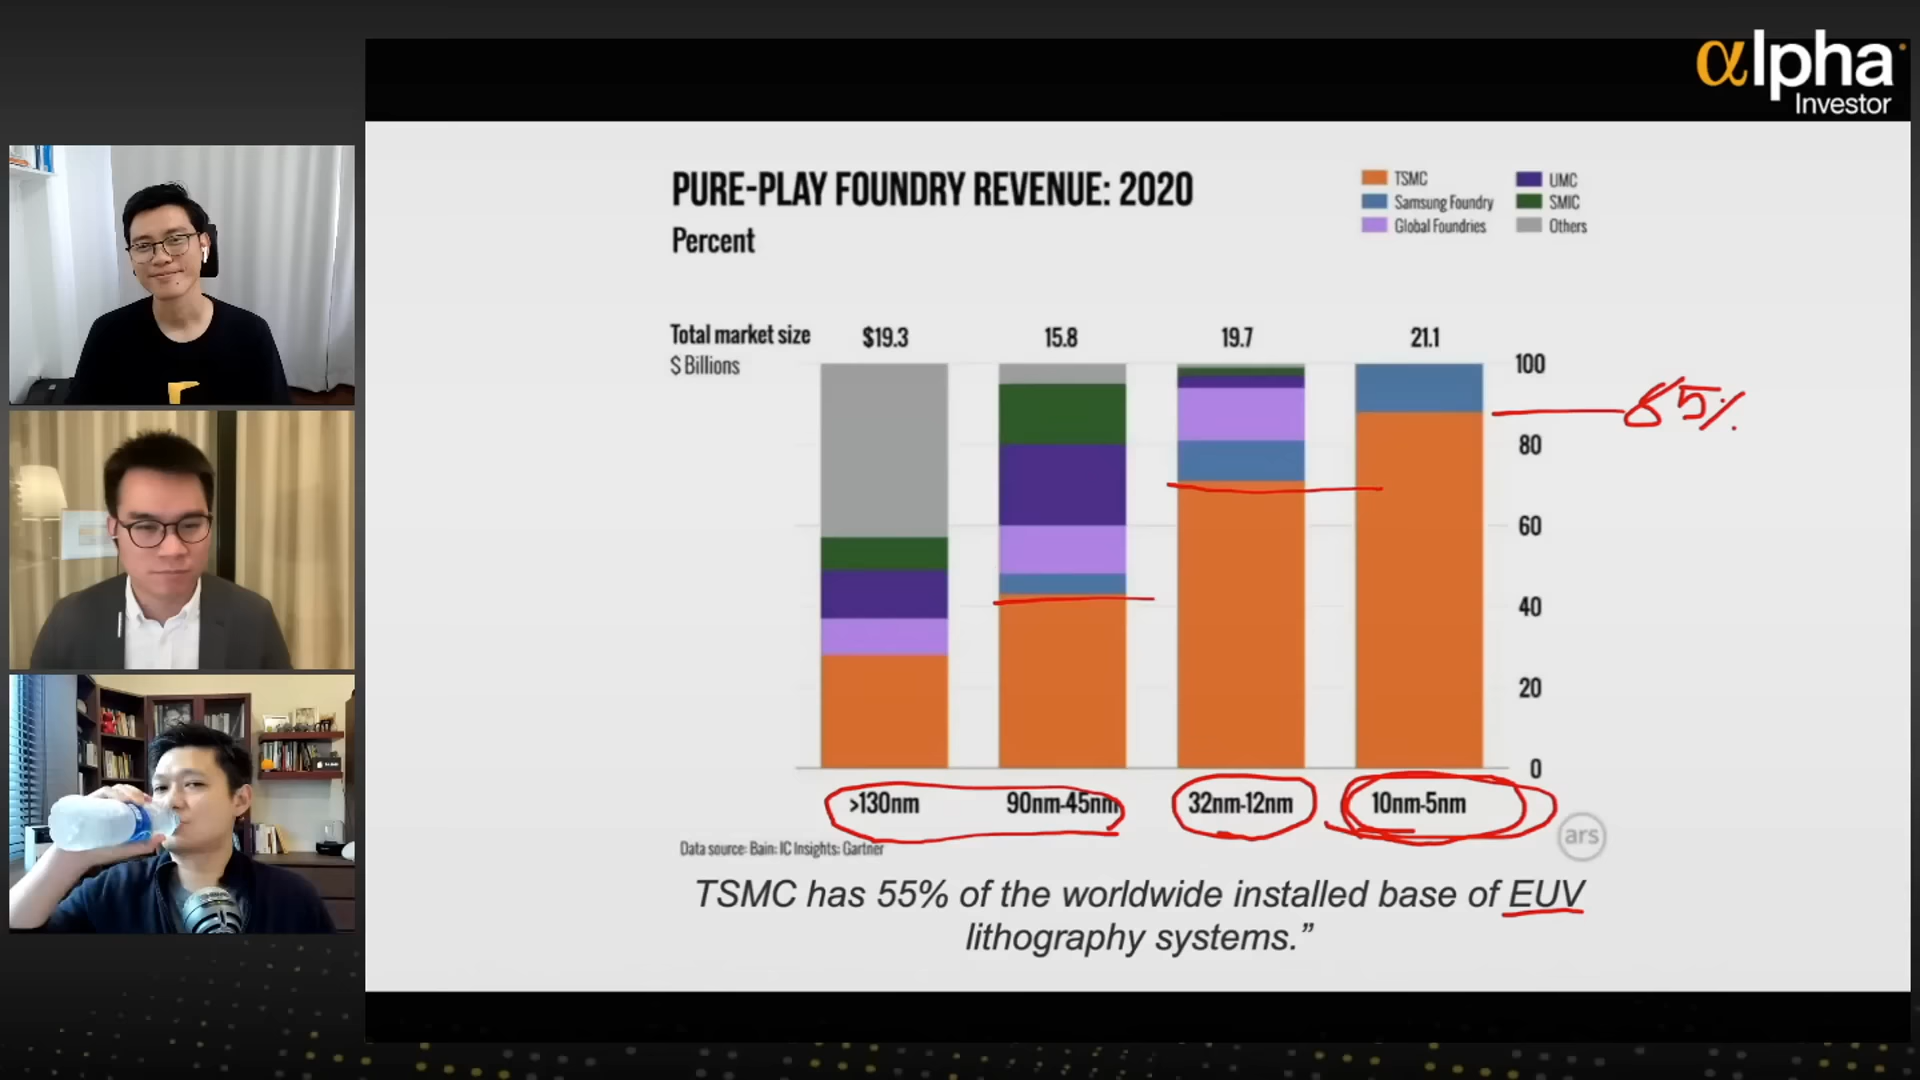 αlpha
Investor
PURE-PLAY FOUNDRY REVENUE: 2020
Percent
TSMC
Samsung Foundry
Global Foundries
UMC
SMIC
Others
Total market size
$ Billions
$19.3
15.8
19.7
21.1
100
85%
80
60
40
20
0
>130nm
90nm-45nm
32nm-12nm
10nm-5nm
Data source: Bain: IC Insights: Gartner
ars
TSMC has 55% of the worldwide installed base of EUV
lithography systems.”